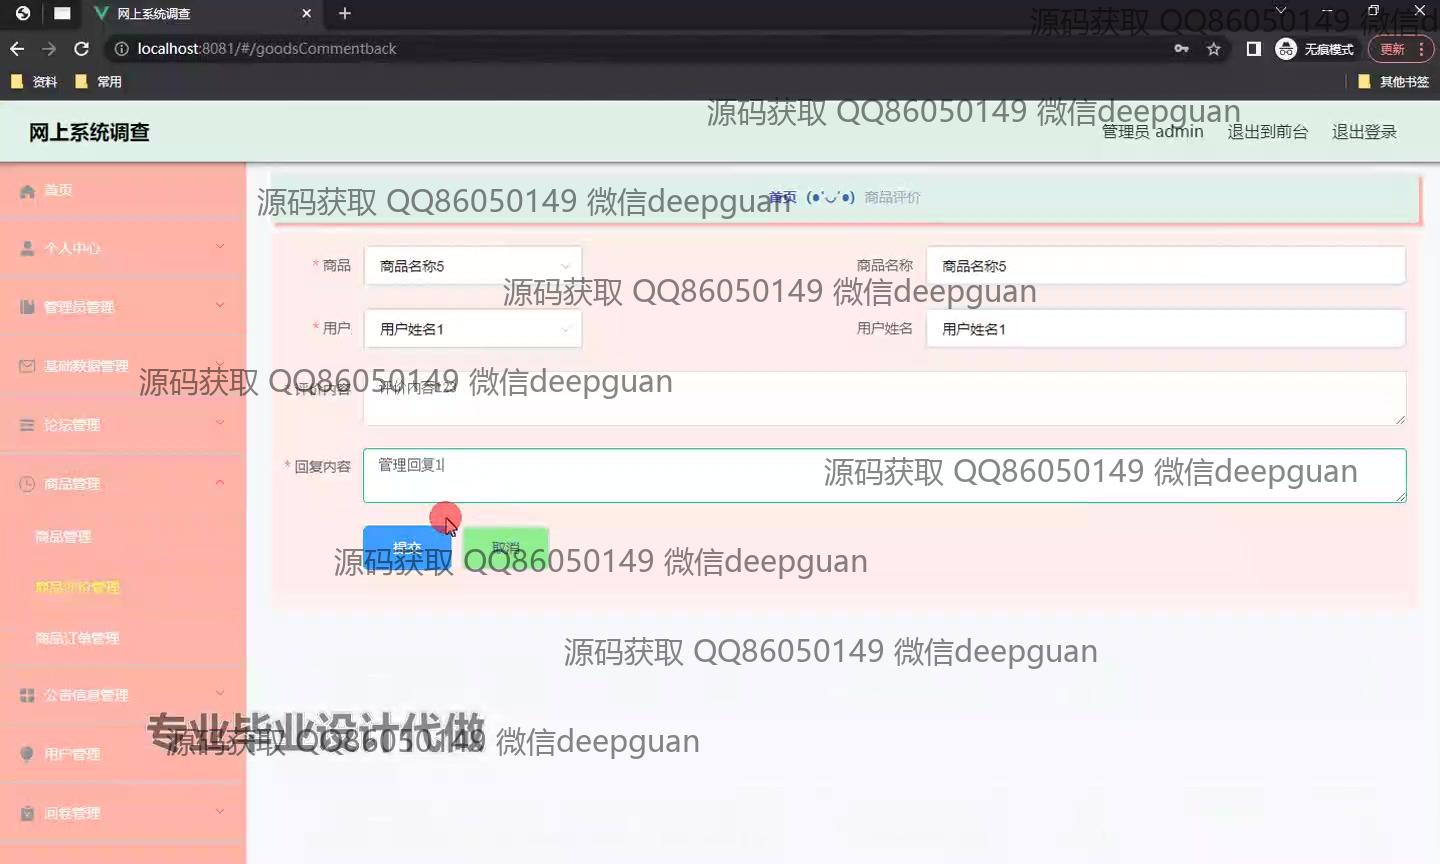 网上系统调查
localhost:8081/#/goodsCommentback
无痕模式
更新
资料
常用
其他书签
源码获取 QQ86050149 微信d
网上系统调查
源码获取 QQ86050149 微信deepguan
管理员 admin
退出到前台
退出登录
首页
源码获取 QQ86050149 微信deepguan
首页 (●'◡'●) 商品评价
个人中心
* 商品
商品名称5
商品名称
商品名称5
源码获取 QQ86050149 微信deepguan
管理员管理
* 用户
用户姓名1
用户姓名
用户姓名1
基础数据管理
源码获取 QQ86050149 微信deepguan
* 评价内容
评价内容123
论坛管理
* 回复内容
管理回复1
源码获取 QQ86050149 微信deepguan
商品管理
商品管理
提交
取消
源码获取 QQ86050149 微信deepguan
商品评价管理
商品订单管理
源码获取 QQ86050149 微信deepguan
公告信息管理
专业毕业设计代做
源码获取 QQ86050149 微信deepguan
用户管理
问卷管理